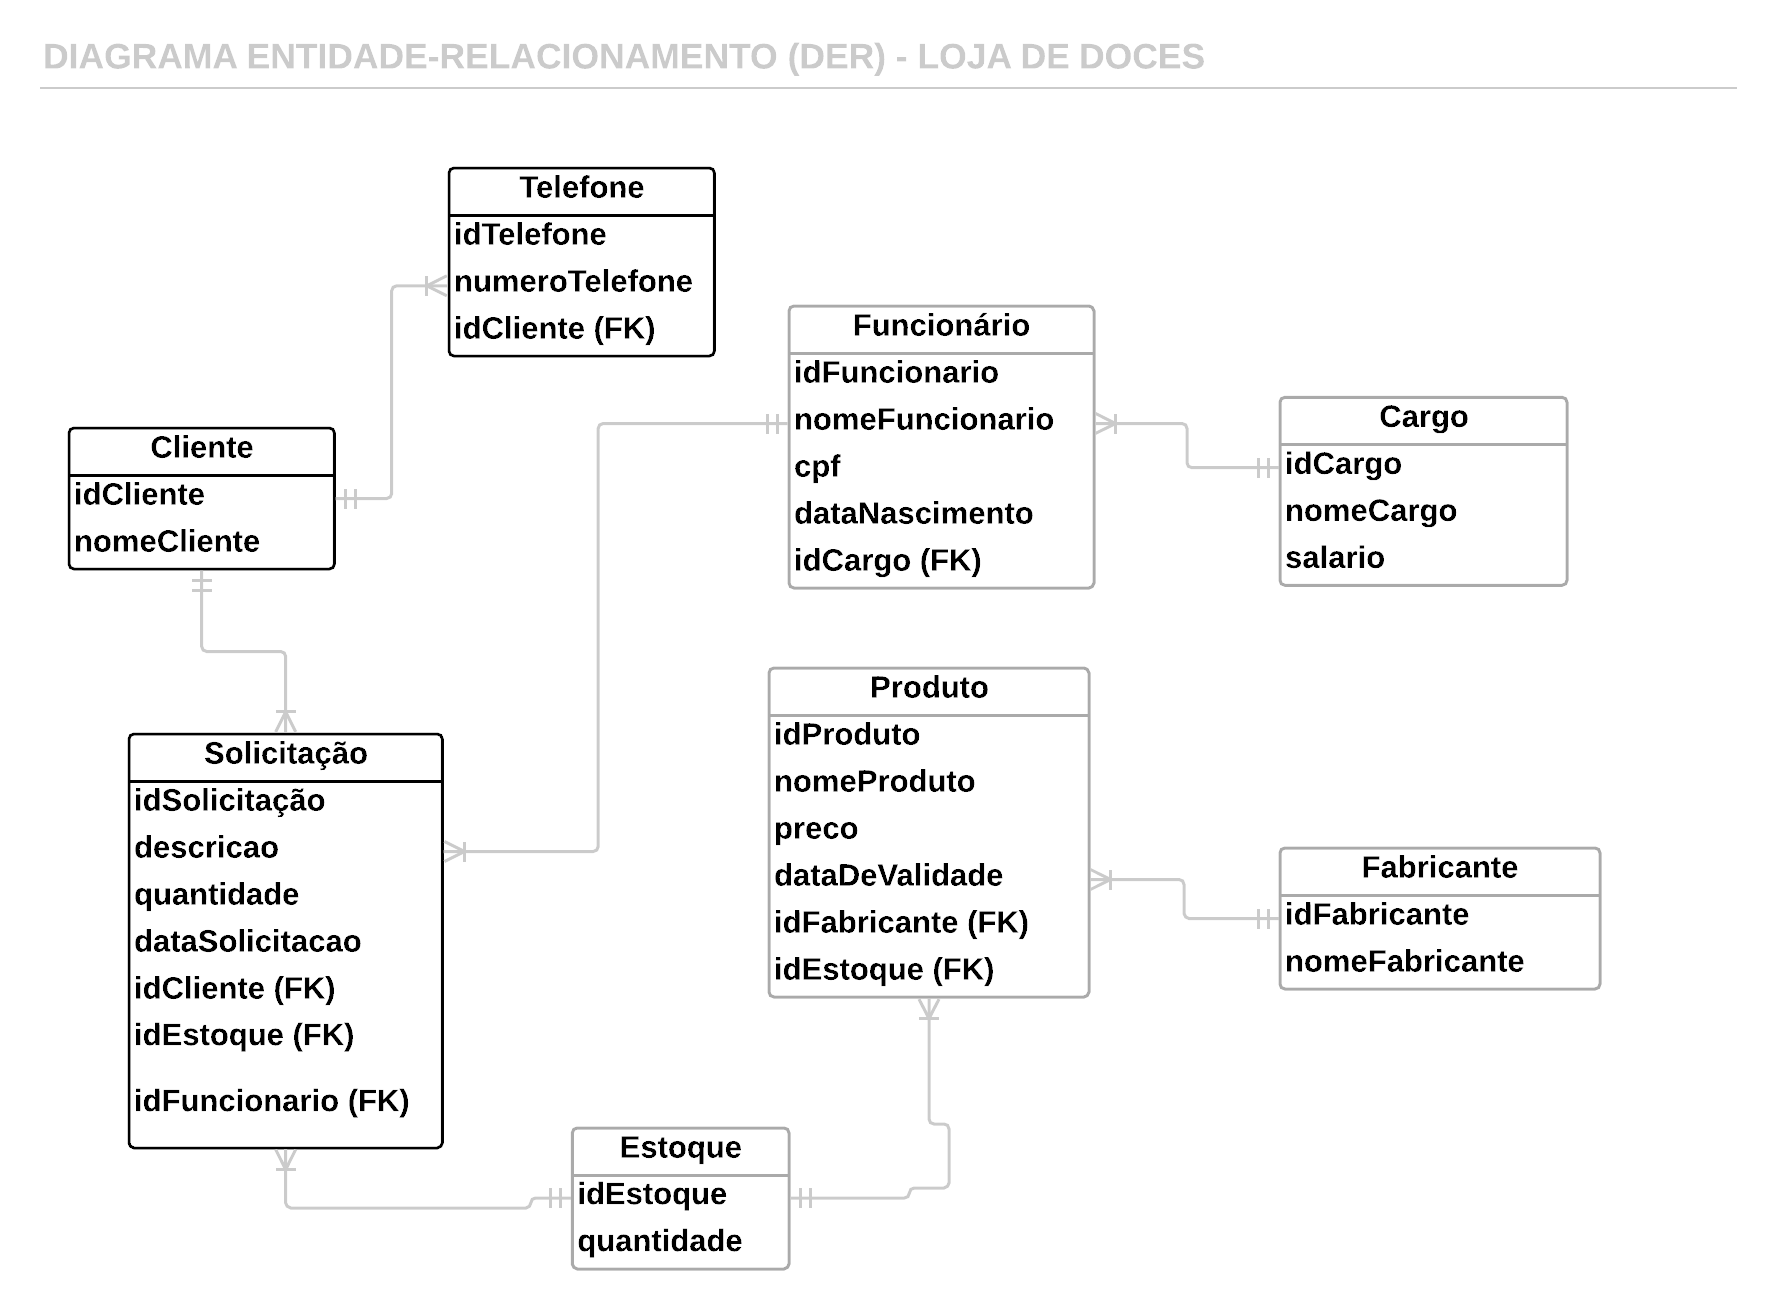 DIAGRAMA ENTIDADE-RELACIONAMENTO (DER) - LOJA DE DOCES
Telefone
idTelefone
numeroTelefone
idCliente (FK)
Funcionário
idFuncionario
nomeFuncionario
cpf
dataNascimento
idCargo (FK)
Cargo
idCargo
nomeCargo
salario
Cliente
idCliente
nomeCliente
Solicitação
idSolicitação
descricao
quantidade
dataSolicitacao
idCliente (FK)
idEstoque (FK)
idFuncionario (FK)
Produto
idProduto
nomeProduto
preco
dataDeValidade
idFabricante (FK)
idEstoque (FK)
Fabricante
idFabricante
nomeFabricante
Estoque
idEstoque
quantidade